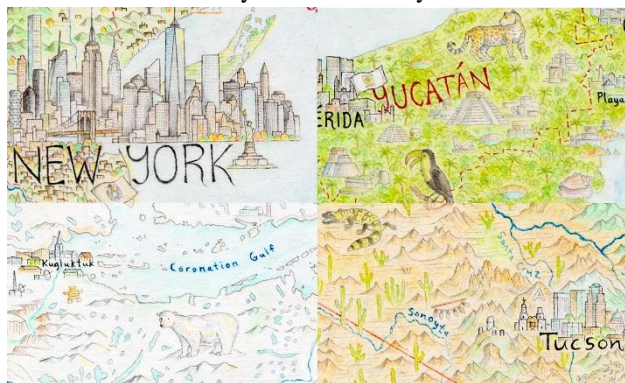 NEW YORK
YUCATÁN
ÉRIDA
Playa
Kugluktuk
Coronation Gulf
Sonoyta
Tucson